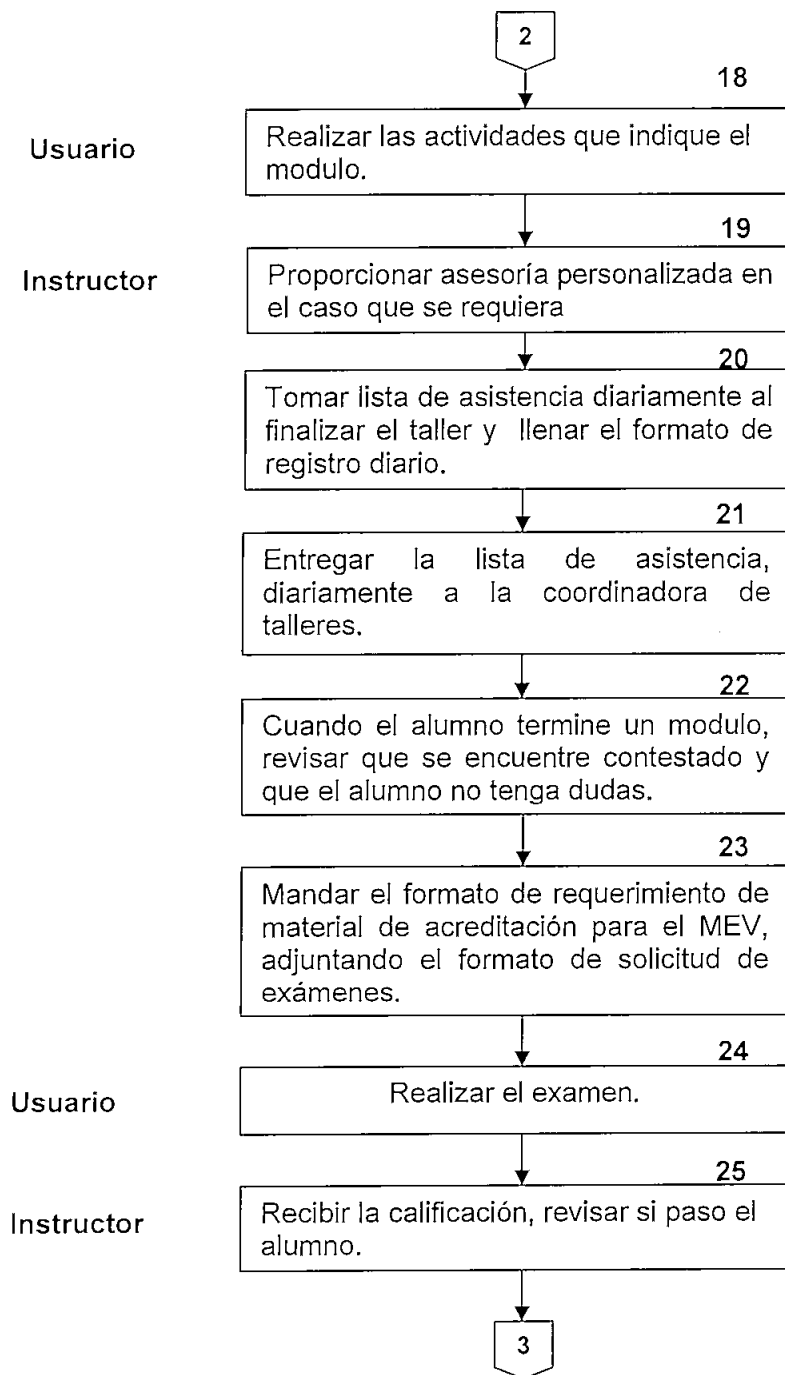 2
18
Usuario
Realizar las actividades que indique el
modulo.
19
Instructor
Proporcionar asesoría personalizada en
el caso que se requiera
20
Tomar lista de asistencia diariamente al
finalizar el taller y llenar el formato de
registro diario.
21
Entregar la lista de asistencia,
diariamente a la coordinadora de
talleres.
22
Cuando el alumno termine un modulo,
revisar que se encuentre contestado y
que el alumno no tenga dudas.
23
Mandar el formato de requerimiento de
material de acreditación para el MEV,
adjuntando el formato de solicitud de
exámenes.
24
Usuario
Realizar el examen.
25
Instructor
Recibir la calificación, revisar si paso el
alumno.
3